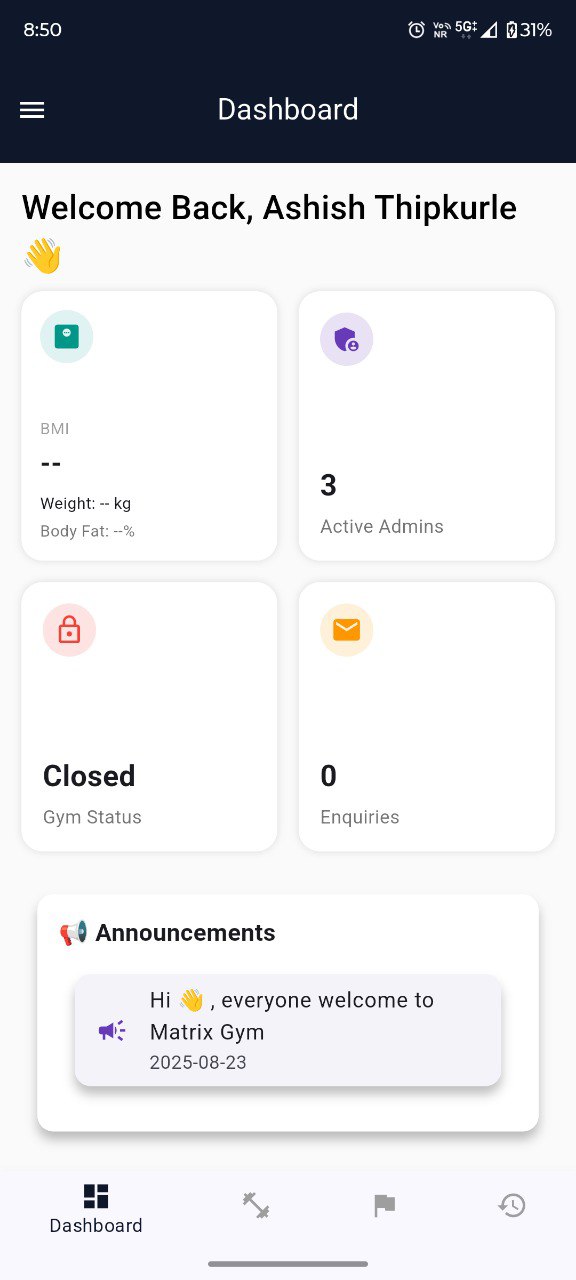 8:50
Vo NR 5G 31%
Dashboard
Welcome Back, Ashish Thipkurle
👋
BMI
--
Weight: -- kg
Body Fat: --%
3
Active Admins
Closed
Gym Status
0
Enquiries
📢 Announcements
Hi 👋 , everyone welcome to
Matrix Gym
2025-08-23
Dashboard